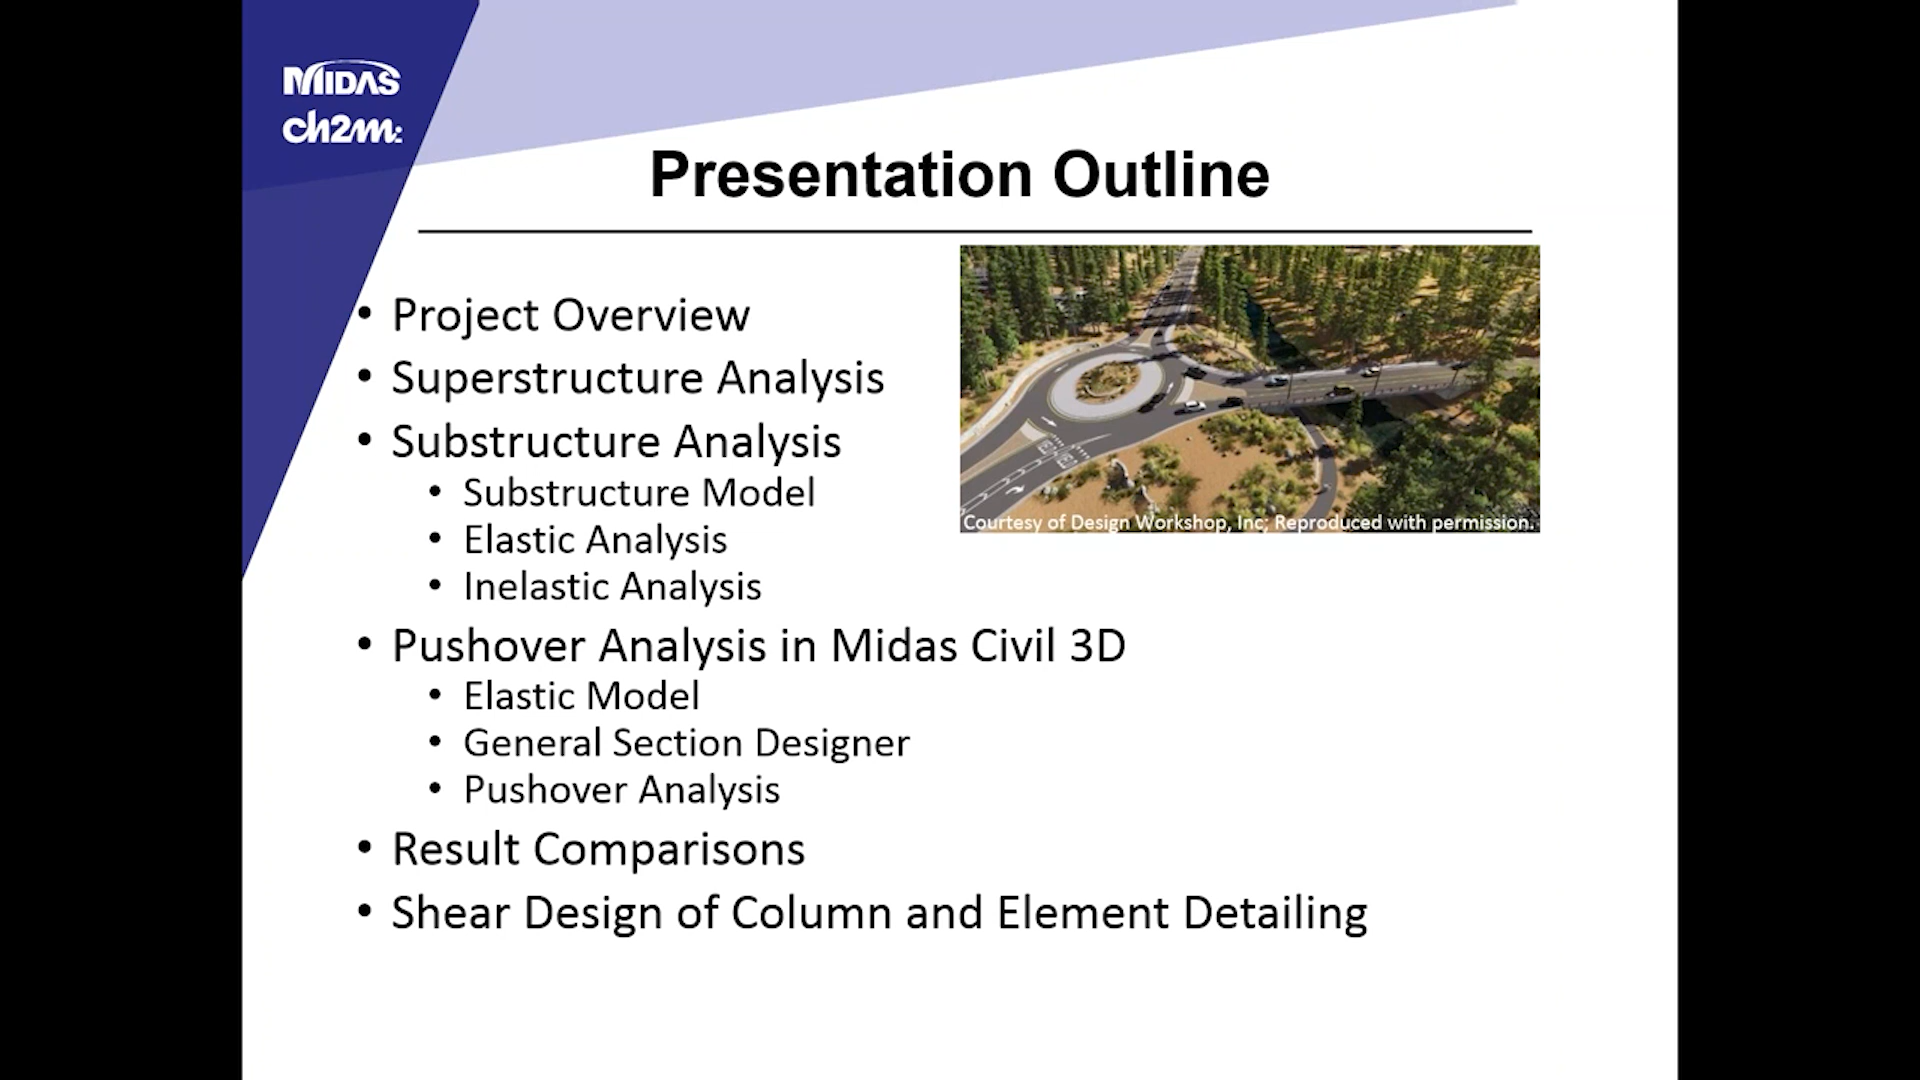 MIDAS
ch2m:
Presentation Outline
• Project Overview
• Superstructure Analysis
• Substructure Analysis
• Substructure Model
• Elastic Analysis
• Inelastic Analysis
Courtesy of Design Workshop, Inc; Reproduced with permission.
• Pushover Analysis in Midas Civil 3D
• Elastic Model
• General Section Designer
• Pushover Analysis
• Result Comparisons
• Shear Design of Column and Element Detailing